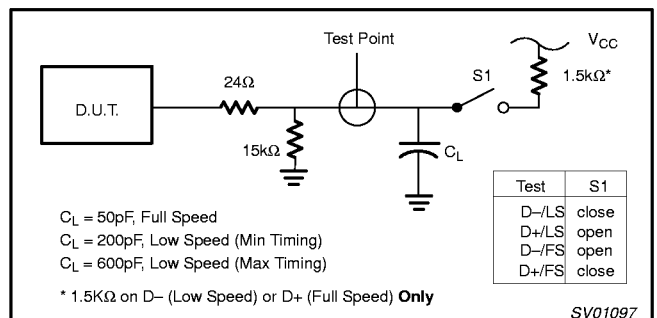 Test Point
V_CC
S1
1.5kΩ*
24Ω
D.U.T.
15kΩ
C_L
Test S1
D–/LS close
D+/LS open
D–/FS open
D+/FS close
C_L = 50pF, Full Speed
C_L = 200pF, Low Speed (Min Timing)
C_L = 600pF, Low Speed (Max Timing)
* 1.5KΩ on D– (Low Speed) or D+ (Full Speed) Only
SV01097